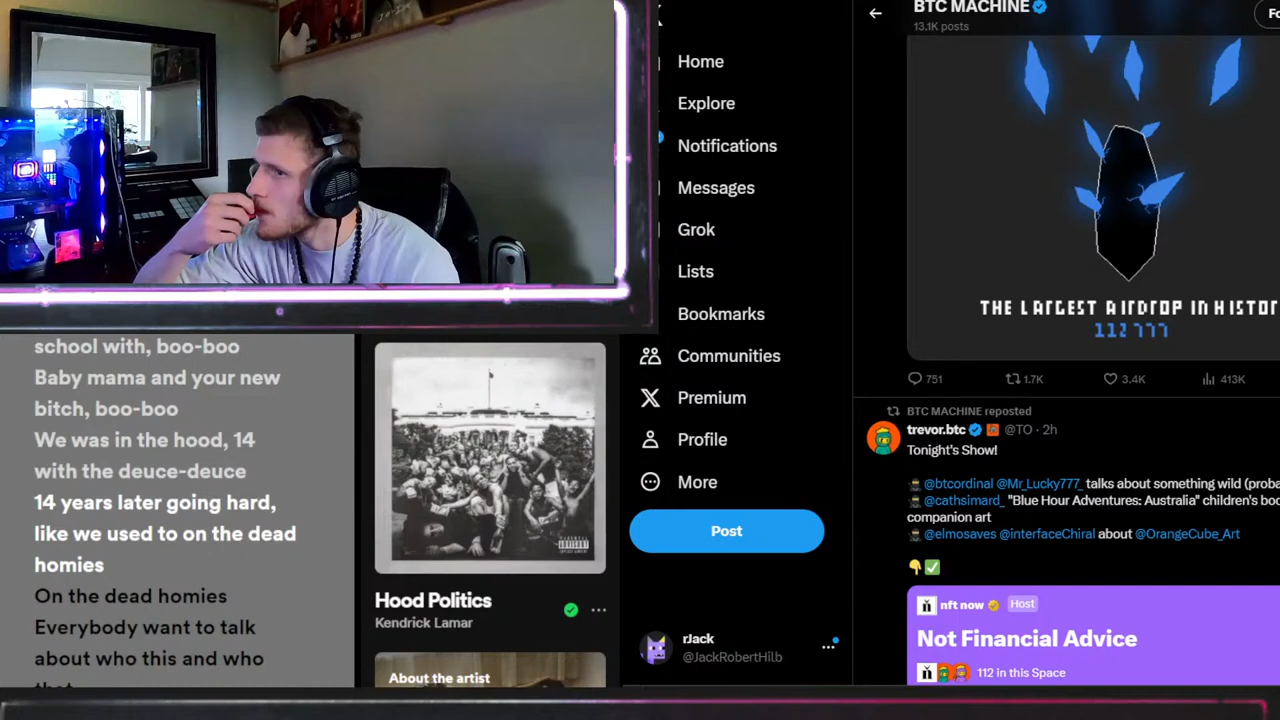 school with, boo-boo
Baby mama and your new
bitch, boo-boo
We was in the hood, 14
with the deuce-deuce
14 years later going hard,
like we used to on the dead
homies
On the dead homies
Everybody want to talk
about who this and who
Hood Politics
Kendrick Lamar
About the artist
Home
Explore
Notifications
Messages
Grok
Lists
Bookmarks
Communities
Premium
Profile
More
Post
rJack
@JackRobertHilb
BTC MACHINE
13.1K posts
THE LARGEST AIRDROP IN HISTOR
112 777
751 1.7K 3.4K 413K
BTC MACHINE reposted
trevor.btc @TO · 2h
Tonight's Show!
@btcordinal @Mr_Lucky777_ talks about something wild (proba
@cathsimard_ "Blue Hour Adventures: Australia" children's boo
companion art
@elmosaves @interfaceChiral about @OrangeCube_Art
nft now Host
Not Financial Advice
112 in this Space